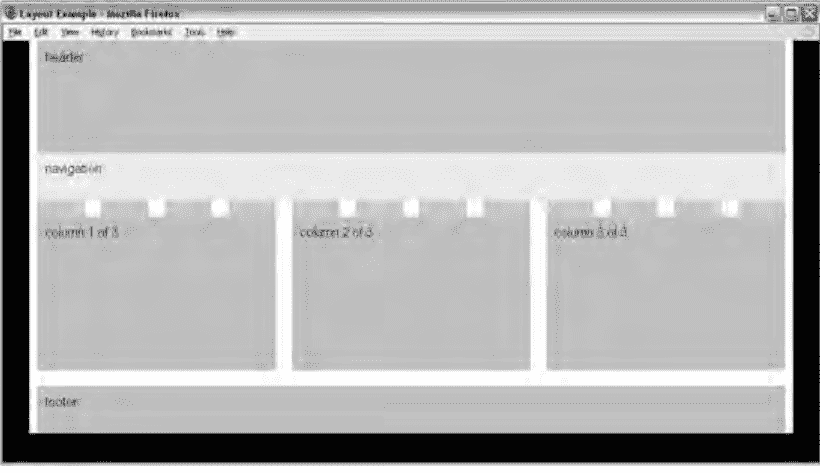 Layout Example - Mozilla Firefox
File Edit View History Bookmarks Tools Help
header
navigation
column 1 of 3 column 2 of 3 column 3 of 3
footer